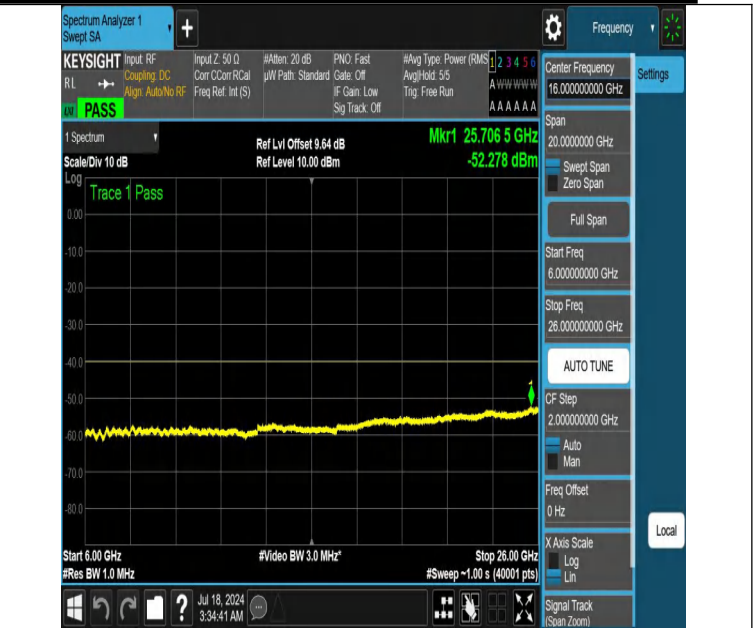 Spectrum Analyzer 1
Swept SA
+
Frequency
KEYSIGHT
RL
PASS
Input: RF
Coupling: DC
Align: Auto/No RF
Input Z: 50 Ω
Corr CCorr RCal
Freq Ref: Int (S)
#Atten: 20 dB
µW Path: Standard
PNO: Fast
Gate: Off
IF Gain: Low
Sig Track: Off
#Avg Type: Power (RMS
Avg|Hold: 5/5
Trig: Free Run
1 2 3 4 5 6
A W W W W W
A A A A A A
Center Frequency
16.000000000 GHz
Settings
1 Spectrum
Scale/Div 10 dB
Ref Lvl Offset 9.64 dB
Ref Level 10.00 dBm
Mkr1 25.706 5 GHz
-52.278 dBm
Span
20.0000000 GHz
Swept Span
Zero Span
Full Span
Start Freq
6.000000000 GHz
Stop Freq
26.000000000 GHz
AUTO TUNE
CF Step
2.000000000 GHz
Auto
Man
Freq Offset
0 Hz
X Axis Scale
Log
Lin
Signal Track
(Span Zoom)
Local
Log
Trace 1 Pass
0.00
-10.0
-20.0
-30.0
-40.0
-50.0
-60.0
-70.0
-80.0
1
Start 6.00 GHz
#Res BW 1.0 MHz
#Video BW 3.0 MHz*
Stop 26.00 GHz
#Sweep ~1.00 s (40001 pts)
?
Jul 18, 2024
3:34:41 AM